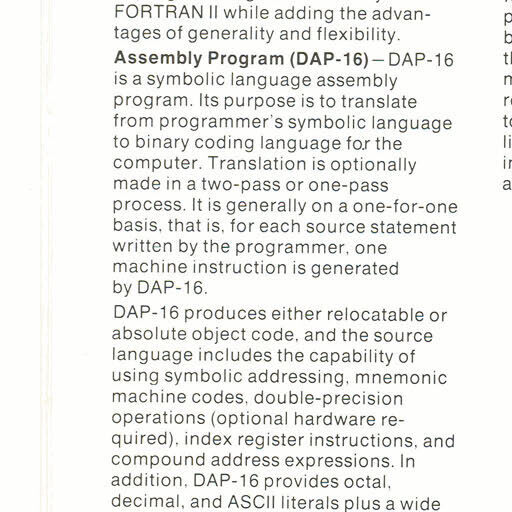 FORTRAN II while adding the advan-
tages of generality and flexibility.
Assembly Program (DAP-16) — DAP-16
is a symbolic language assembly
program. Its purpose is to translate
from programmer's symbolic language
to binary coding language for the
computer. Translation is optionally
made in a two-pass or one-pass
process. It is generally on a one-for-one
basis, that is, for each source statement
written by the programmer, one
machine instruction is generated
by DAP-16.
DAP-16 produces either relocatable or
absolute object code, and the source
language includes the capability of
using symbolic addressing, mnemonic
machine codes, double-precision
operations (optional hardware re-
quired), index register instructions, and
compound address expressions. In
addition, DAP-16 provides octal,
decimal, and ASCII literals plus a wide